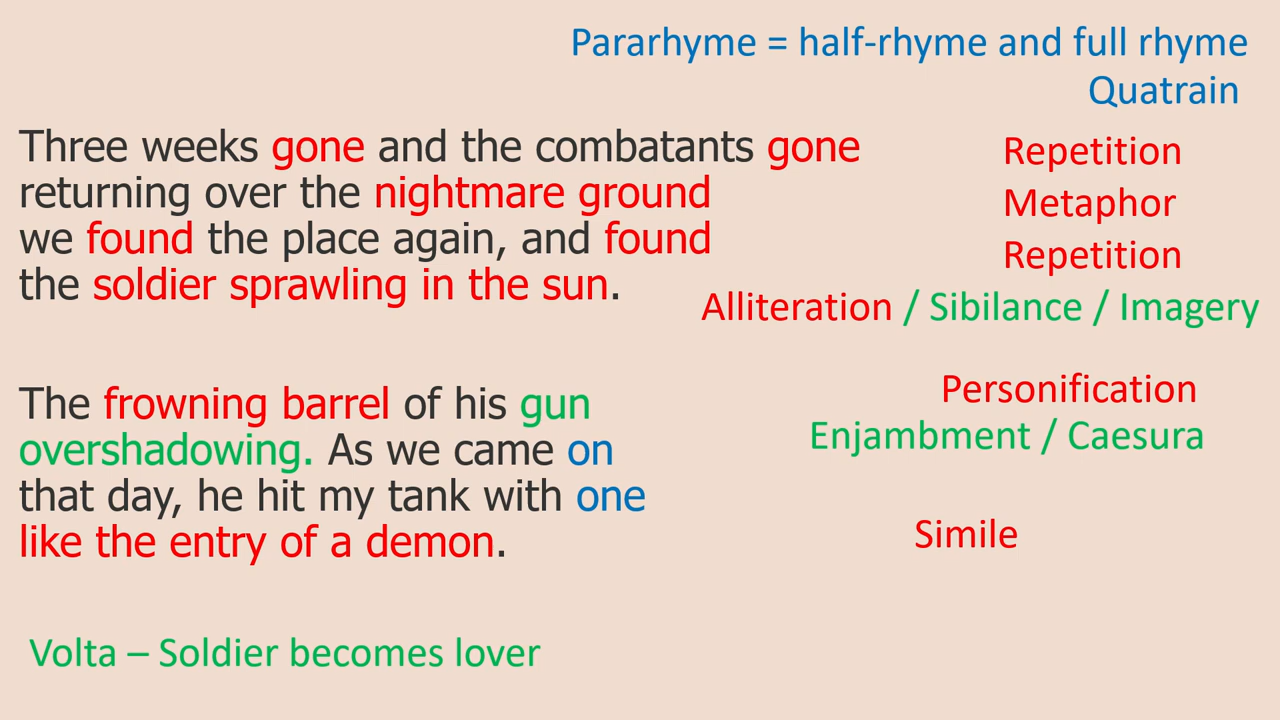 Pararhyme = half-rhyme and full rhyme
Quatrain
Three weeks gone and the combatants gone
Repetition
returning over the nightmare ground
Metaphor
we found the place again, and found
Repetition
the soldier sprawling in the sun.
Alliteration / Sibilance / Imagery
The frowning barrel of his gun
Personification
overshadowing. As we came on
Enjambment / Caesura
that day, he hit my tank with one
like the entry of a demon.
Simile
Volta – Soldier becomes lover